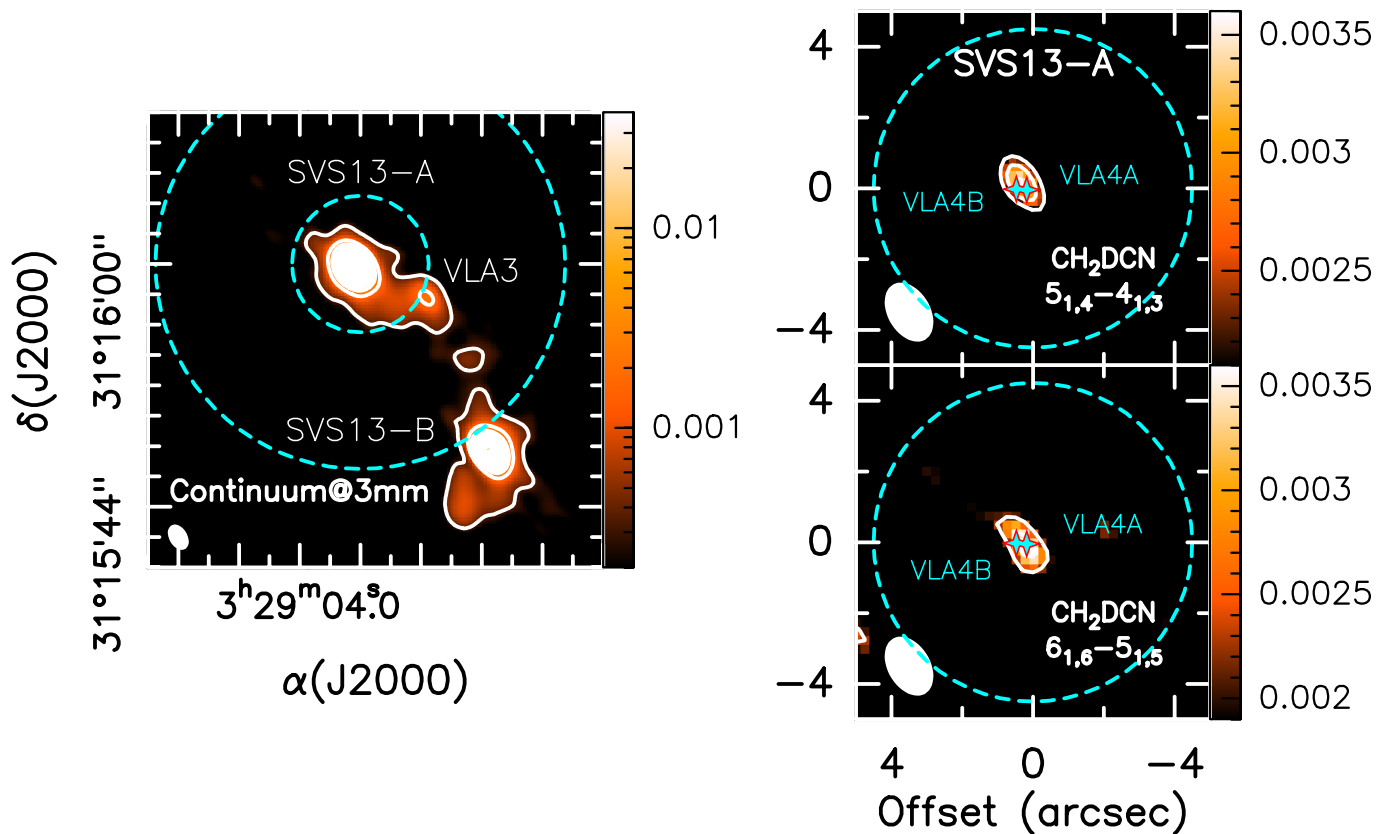 SVS13-A
VLA3
SVS13-B
Continuum@3mm
0.01
0.001
δ(J2000)
31°16'00"
31°15'44"
3ʰ29ᵐ04ˢ.0
α(J2000)
SVS13-A
VLA4A
VLA4B
CH₂DCN
5₁,₄-4₁,₃
4
0
-4
0.0035
0.003
0.0025
VLA4A
VLA4B
CH₂DCN
6₁,₆-5₁,₅
4
0
-4
0.0035
0.003
0.0025
0.002
4 0 -4
Offset (arcsec)